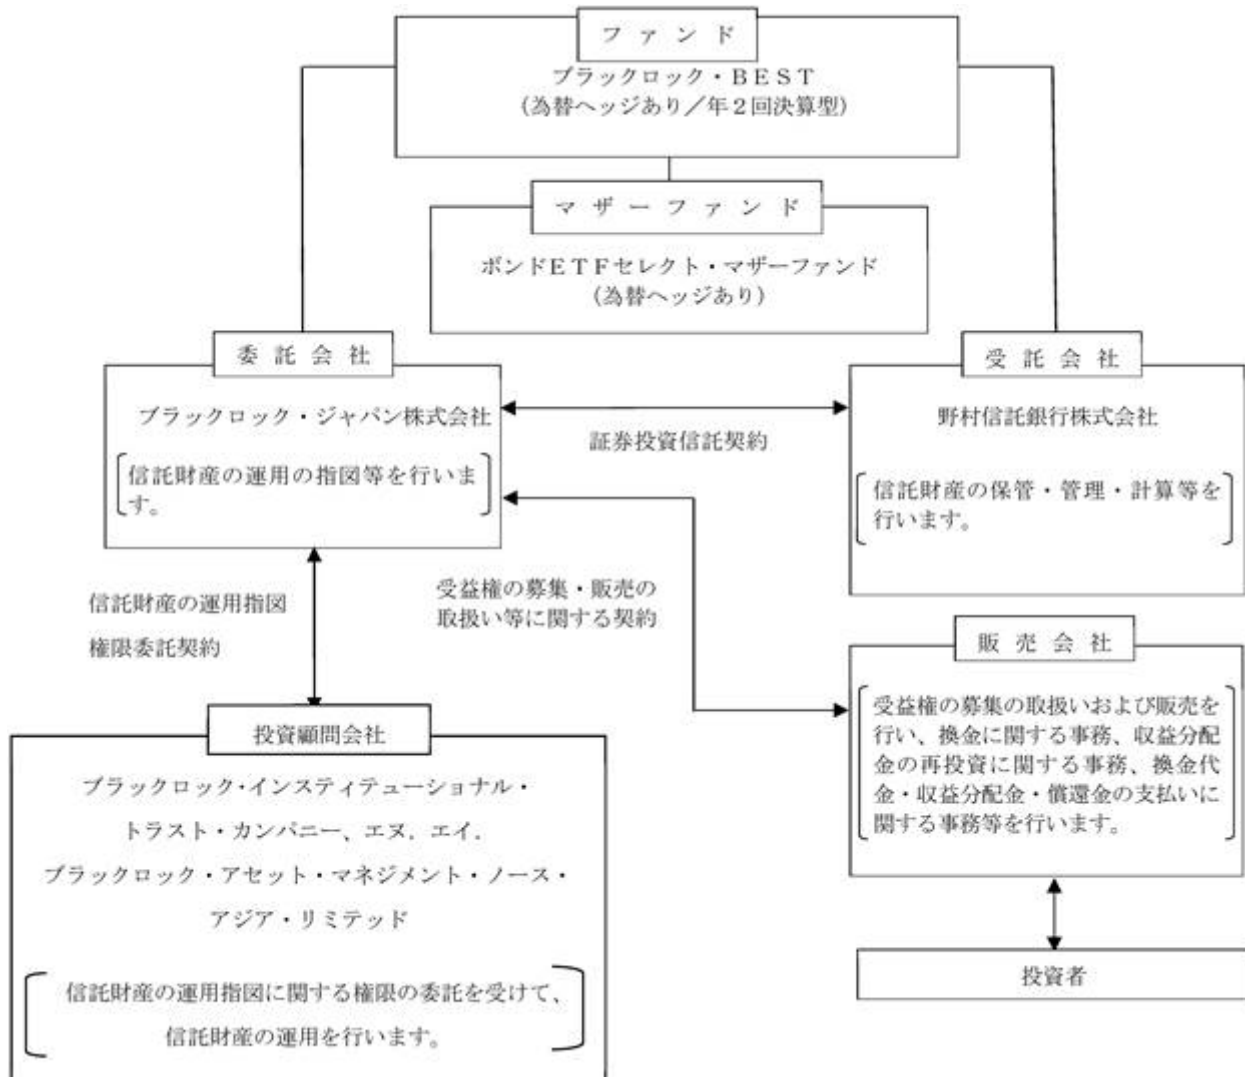 ファンド
ブラックロック・ＢＥＳＴ
（為替ヘッジあり／年２回決算型）
マザーファンド
ボンドＥＴＦセレクト・マザーファンド
（為替ヘッジあり）
委託会社
ブラックロック・ジャパン株式会社
信託財産の運用の指図等を行いま
す。
証券投資信託契約
受託会社
野村信託銀行株式会社
信託財産の保管・管理・計算等を
行います。
信託財産の運用指図
権限委託契約
受益権の募集・販売の
取扱い等に関する契約
販売会社
受益権の募集の取扱いおよび販売を
行い、換金に関する事務、収益分配
金の再投資に関する事務、換金代
金・収益分配金・償還金の支払いに
関する事務等を行います。
投資顧問会社
ブラックロック・インスティテューショナル・
トラスト・カンパニー、エヌ．エイ．
ブラックロック・アセット・マネジメント・ノース・
アジア・リミテッド
信託財産の運用指図に関する権限の委託を受けて、
信託財産の運用を行います。
投資者